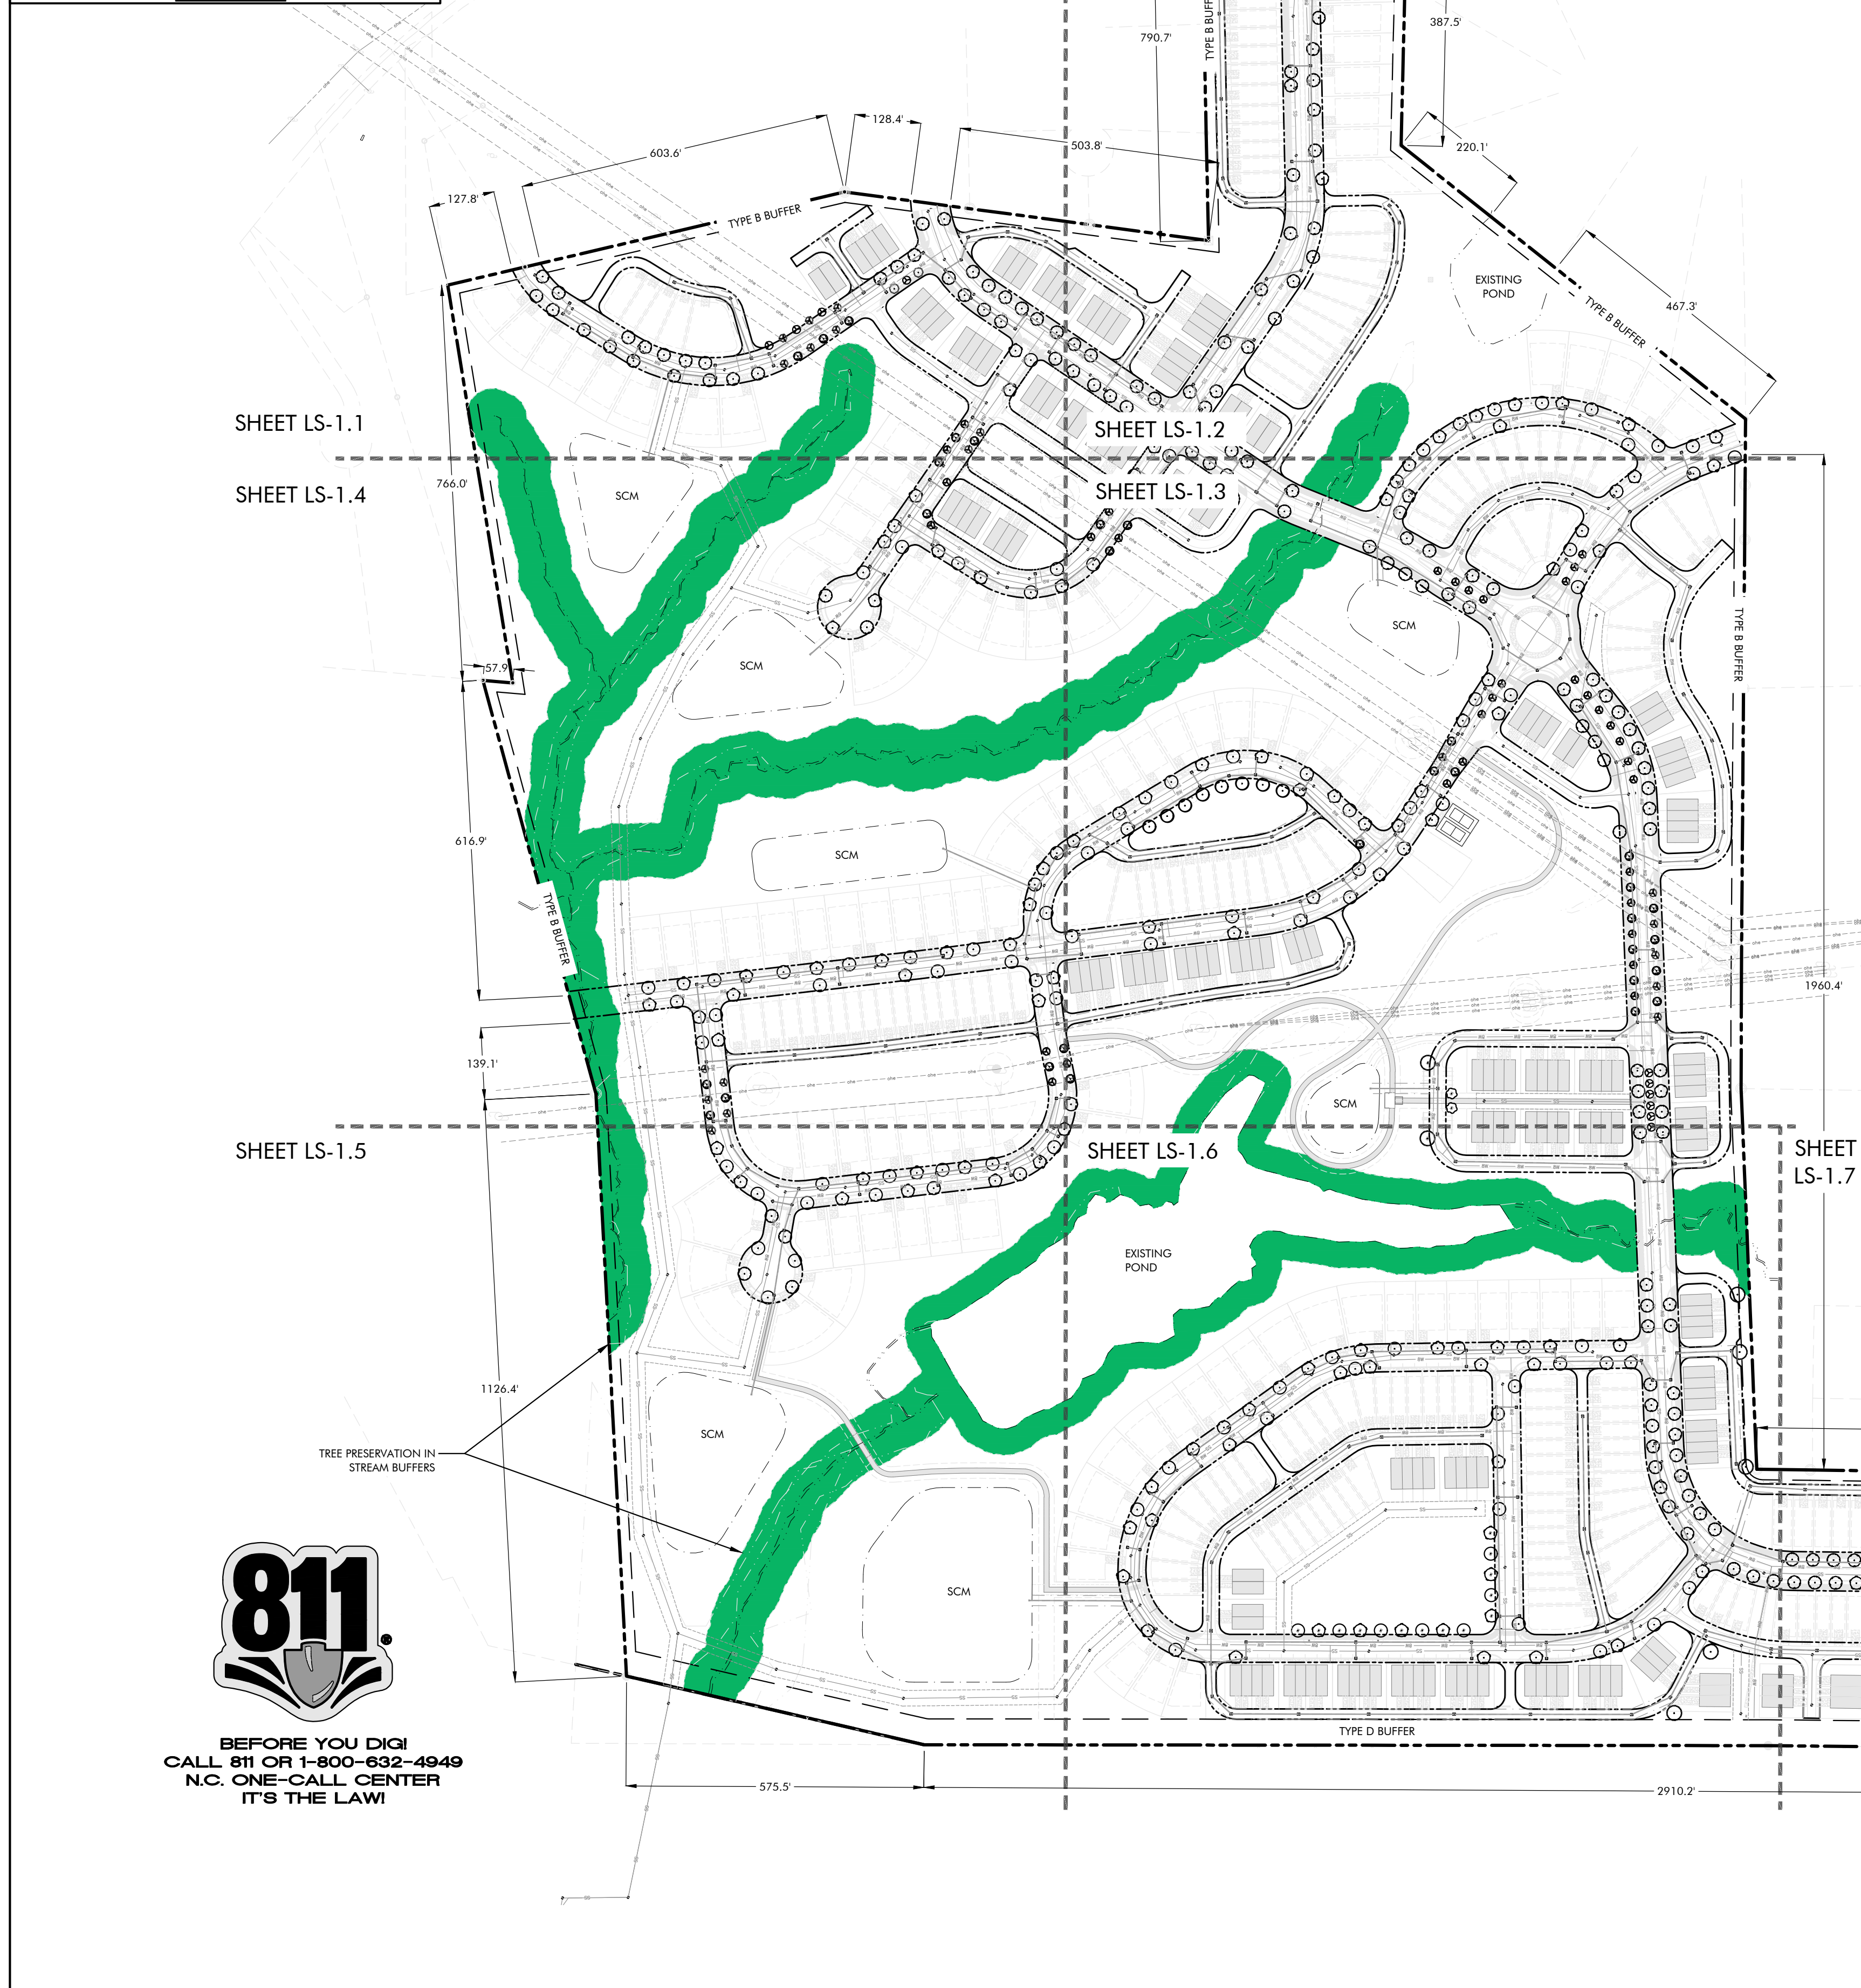 387.5'
790.7'
TYPE B BUFF
128.4'
603.6'
503.8'
220.1'
127.8'
TYPE B BUFFER
EXISTING
POND
467.3'
TYPE B BUFFER
SHEET LS-1.1
SHEET LS-1.2
766.0'
SHEET LS-1.4
SCM
SHEET LS-1.3
SCM
TYPE B BUFFER
57.9'
SCM
616.9'
SCM
TYPE B BUFFER
1960.4'
139.1'
SCM
SHEET LS-1.5
SHEET LS-1.6
SHEET
LS-1.7
EXISTING
POND
1126.4'
SCM
TREE PRESERVATION IN
STREAM BUFFERS
SCM
811
®
TYPE D BUFFER
BEFORE YOU DIG!
CALL 811 OR 1-800-632-4949
N.C. ONE-CALL CENTER
IT'S THE LAW!
575.5'
2910.2'